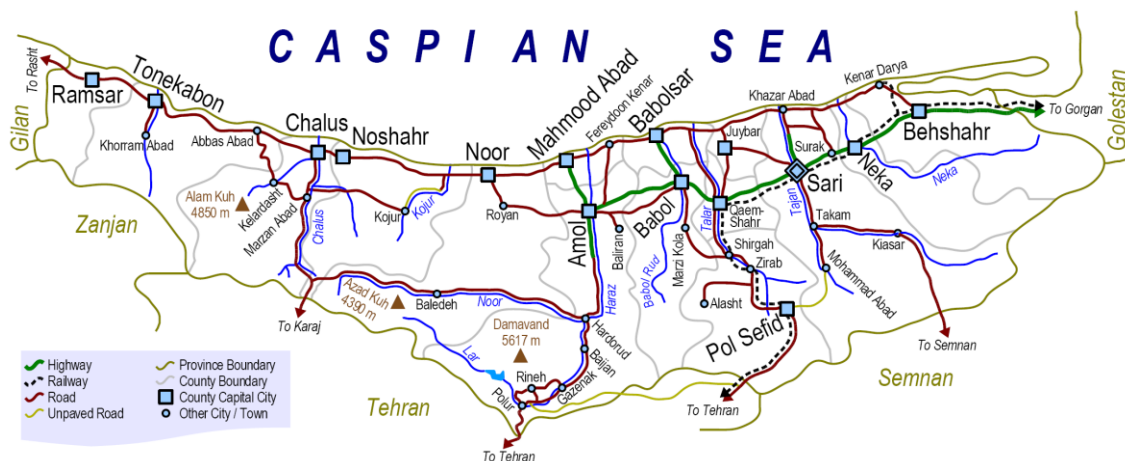 CASPIAN SEA
To Rasht
Ramsar
Tonekabon
Gilan
Khorram Abad
Abbas Abad
Chalus
Noshahr
Noor
Mahmood Abad
Fereydoon Kenar
Babolsar
Khazar Abad
Kenar Darya
Golestan
To Gorgan
Juybar
Surak
Behshahr
Neka
Neka
Sari
Alam Kuh
4850 m
Kelardasht
Marzan Abad
Chalus
Kojur
Kojur
Royan
Amol
Baliran
Babol
Talar
Qaem-
Shahr
Tajan
Takam
Kiasar
Zanjan
Shirgah
Zirab
Marzi Kola
Babol Rud
Mohammad Abad
Azad Kuh
4390 m
Baledeh
Noor
Haraz
Alasht
Pol Sefid
To Karaj
Damavand
5617 m
Hardorud
Baijan
Lar
Rineh
Gazenak
Polur
To Semnan
Semnan
Tehran
To Tehran
To Tehran
Highway
Railway
Road
Unpaved Road
Province Boundary
County Boundary
County Capital City
Other City / Town